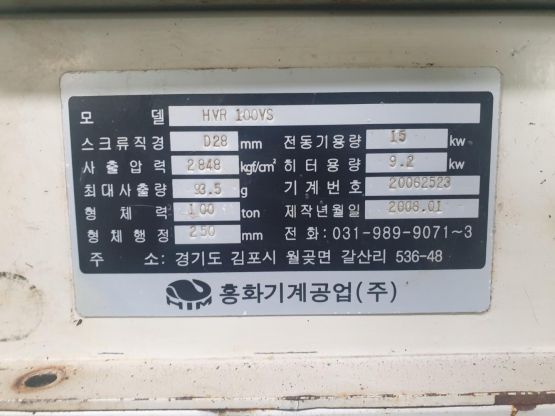 모 델 HVR 100VS
스크류직경 D28 mm 전동기용량 15 kw
사출압력 2848 kgf/cm² 히터용량 9.2 kw
최대사출량 93.5 g 기계번호 20062523
형체력 100 ton 제작년월일 2008.01
형체행정 250 mm 전화:031-989-9071~3
주 소: 경기도 김포시 월곶면 갈산리 536-48
HIM 흥화기계공업(주)